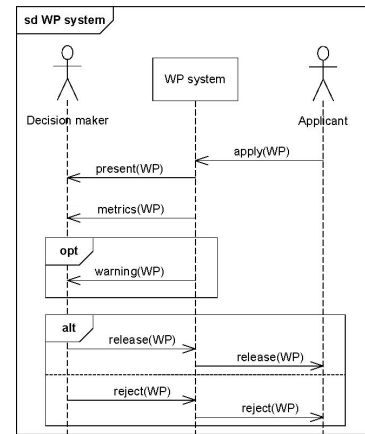 sd WP system
WP system
Decision maker
Applicant
apply(WP)
present(WP)
metrics(WP)
opt
warning(WP)
alt
release(WP)
release(WP)
reject(WP)
reject(WP)